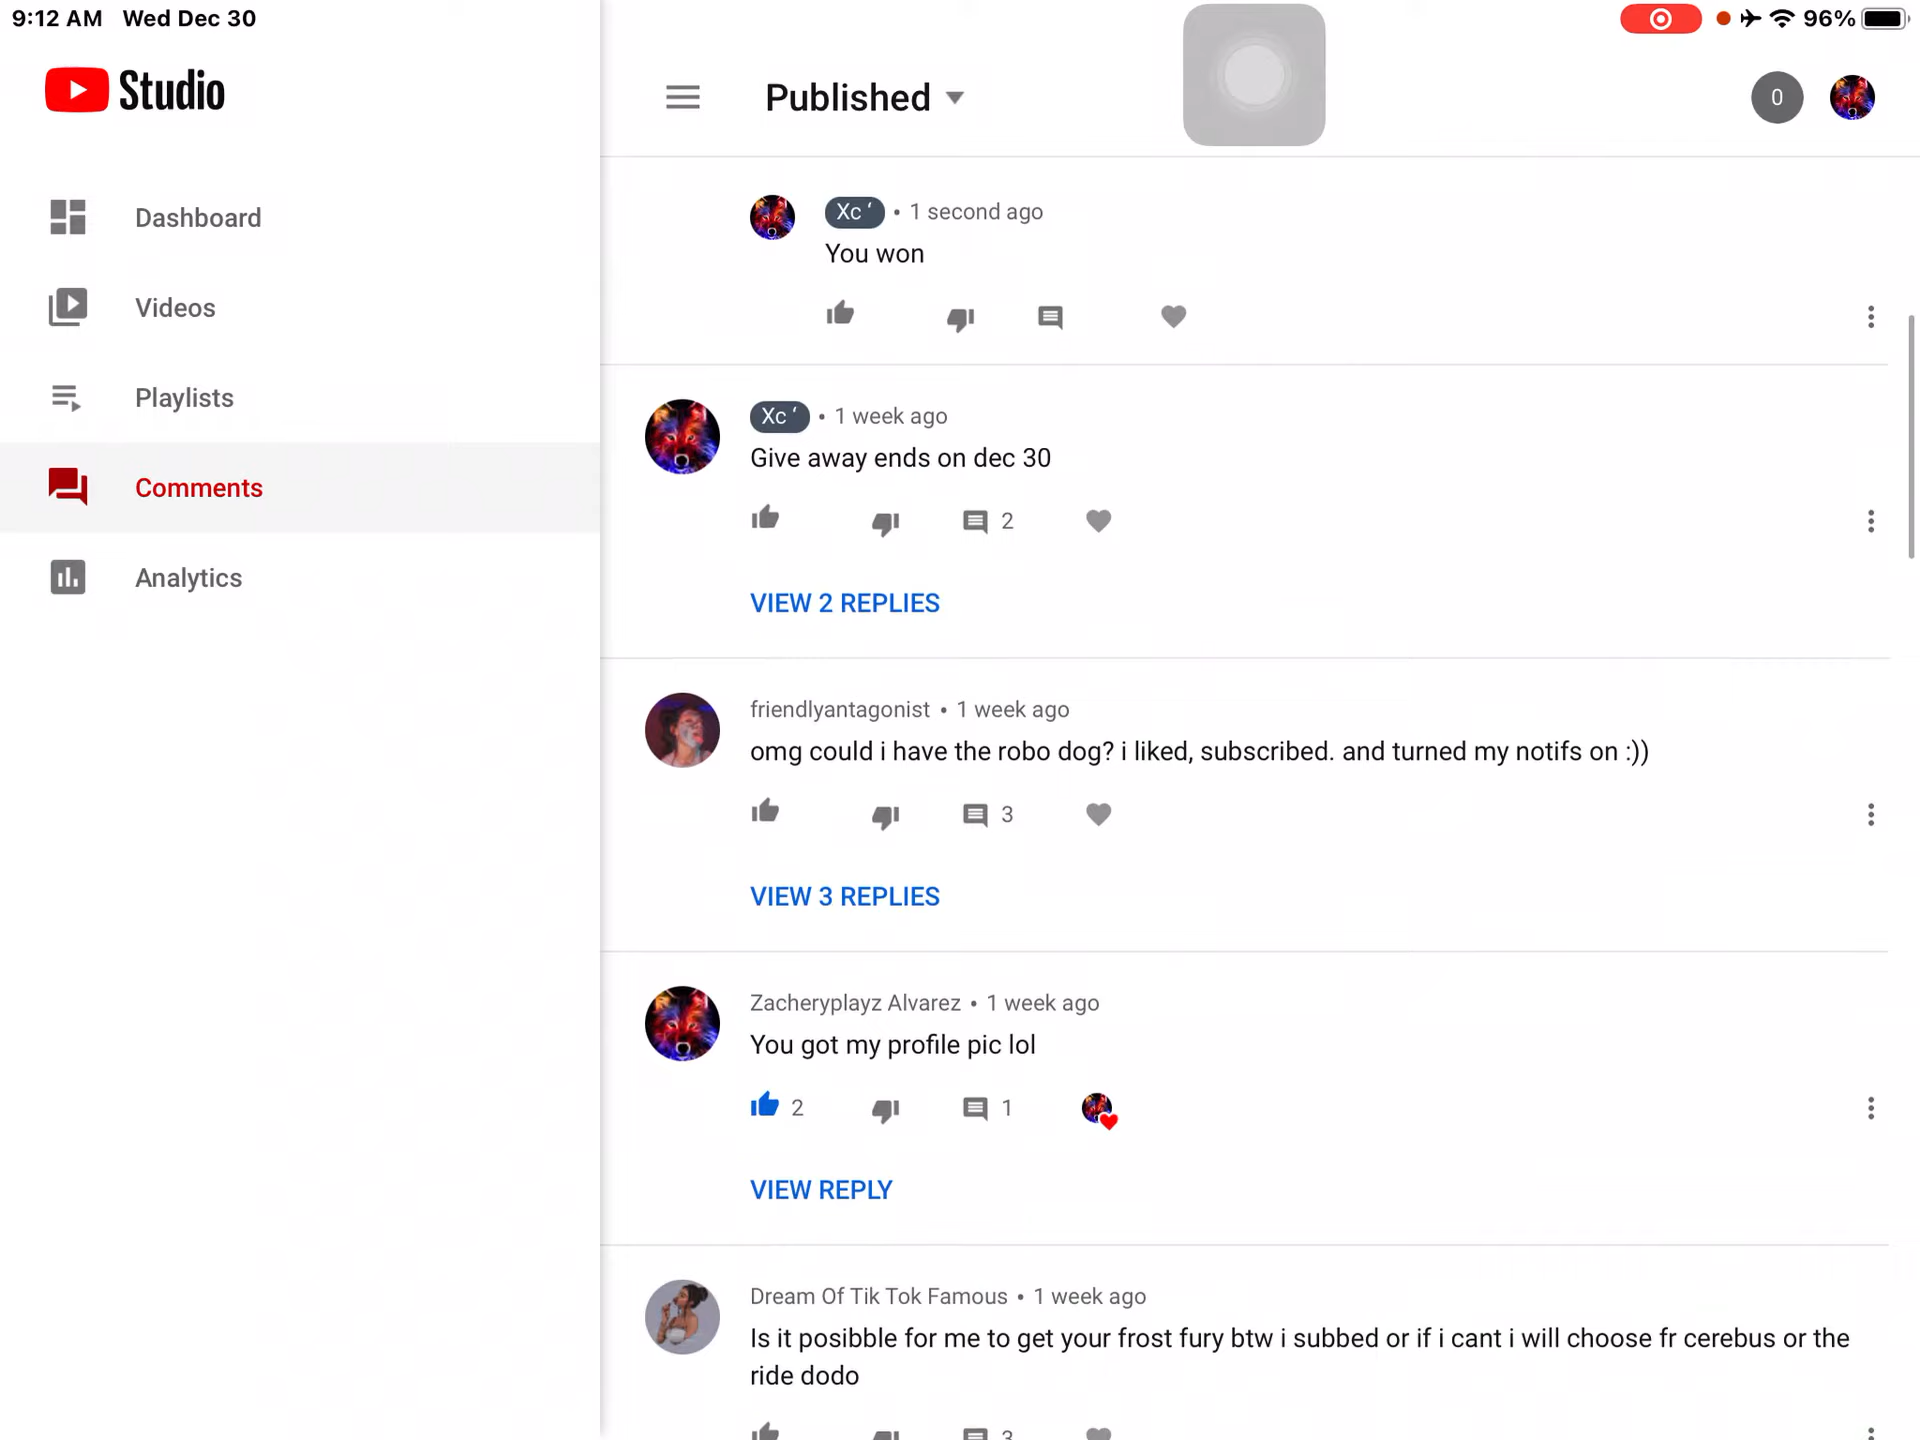 9:12 AM Wed Dec 30
96%
Studio
Published
0
Dashboard
Videos
Playlists
Comments
Analytics
Xc ‘ • 1 second ago
You won
Xc ‘ • 1 week ago
Give away ends on dec 30
2
VIEW 2 REPLIES
friendlyantagonist • 1 week ago
omg could i have the robo dog? i liked, subscribed. and turned my notifs on :))
3
VIEW 3 REPLIES
Zacheryplayz Alvarez • 1 week ago
You got my profile pic lol
2 1
VIEW REPLY
Dream Of Tik Tok Famous • 1 week ago
Is it posibble for me to get your frost fury btw i subbed or if i cant i will choose fr cerebus or the
ride dodo
3